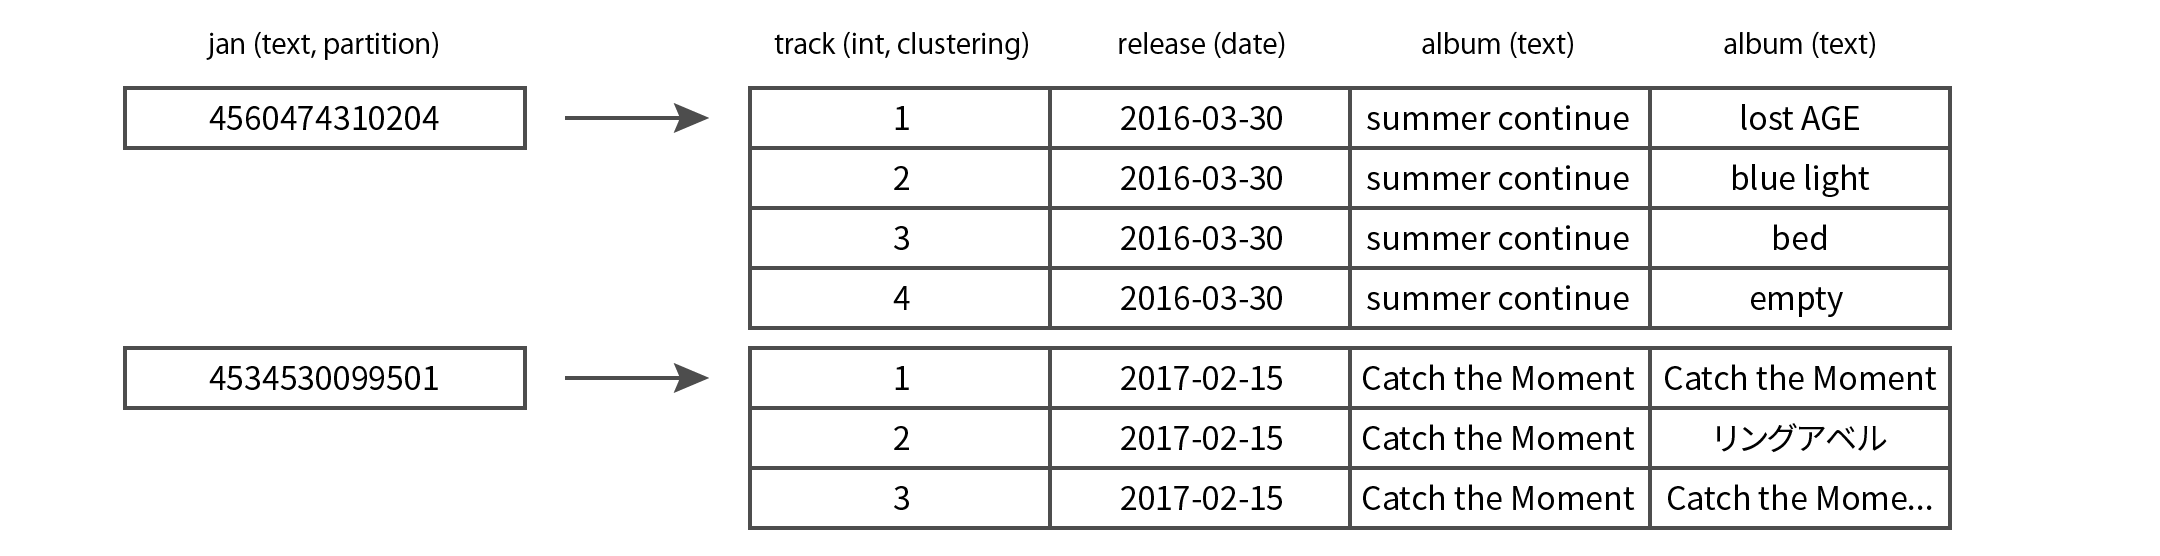 jan (text, partition) track (int, clustering) release (date) album (text) album (text)
4560474310204 1 2016-03-30 summer continue lost AGE
2 2016-03-30 summer continue blue light
3 2016-03-30 summer continue bed
4 2016-03-30 summer continue empty
4534530099501 1 2017-02-15 Catch the Moment Catch the Moment
2 2017-02-15 Catch the Moment リングアベル
3 2017-02-15 Catch the Moment Catch the Mome...